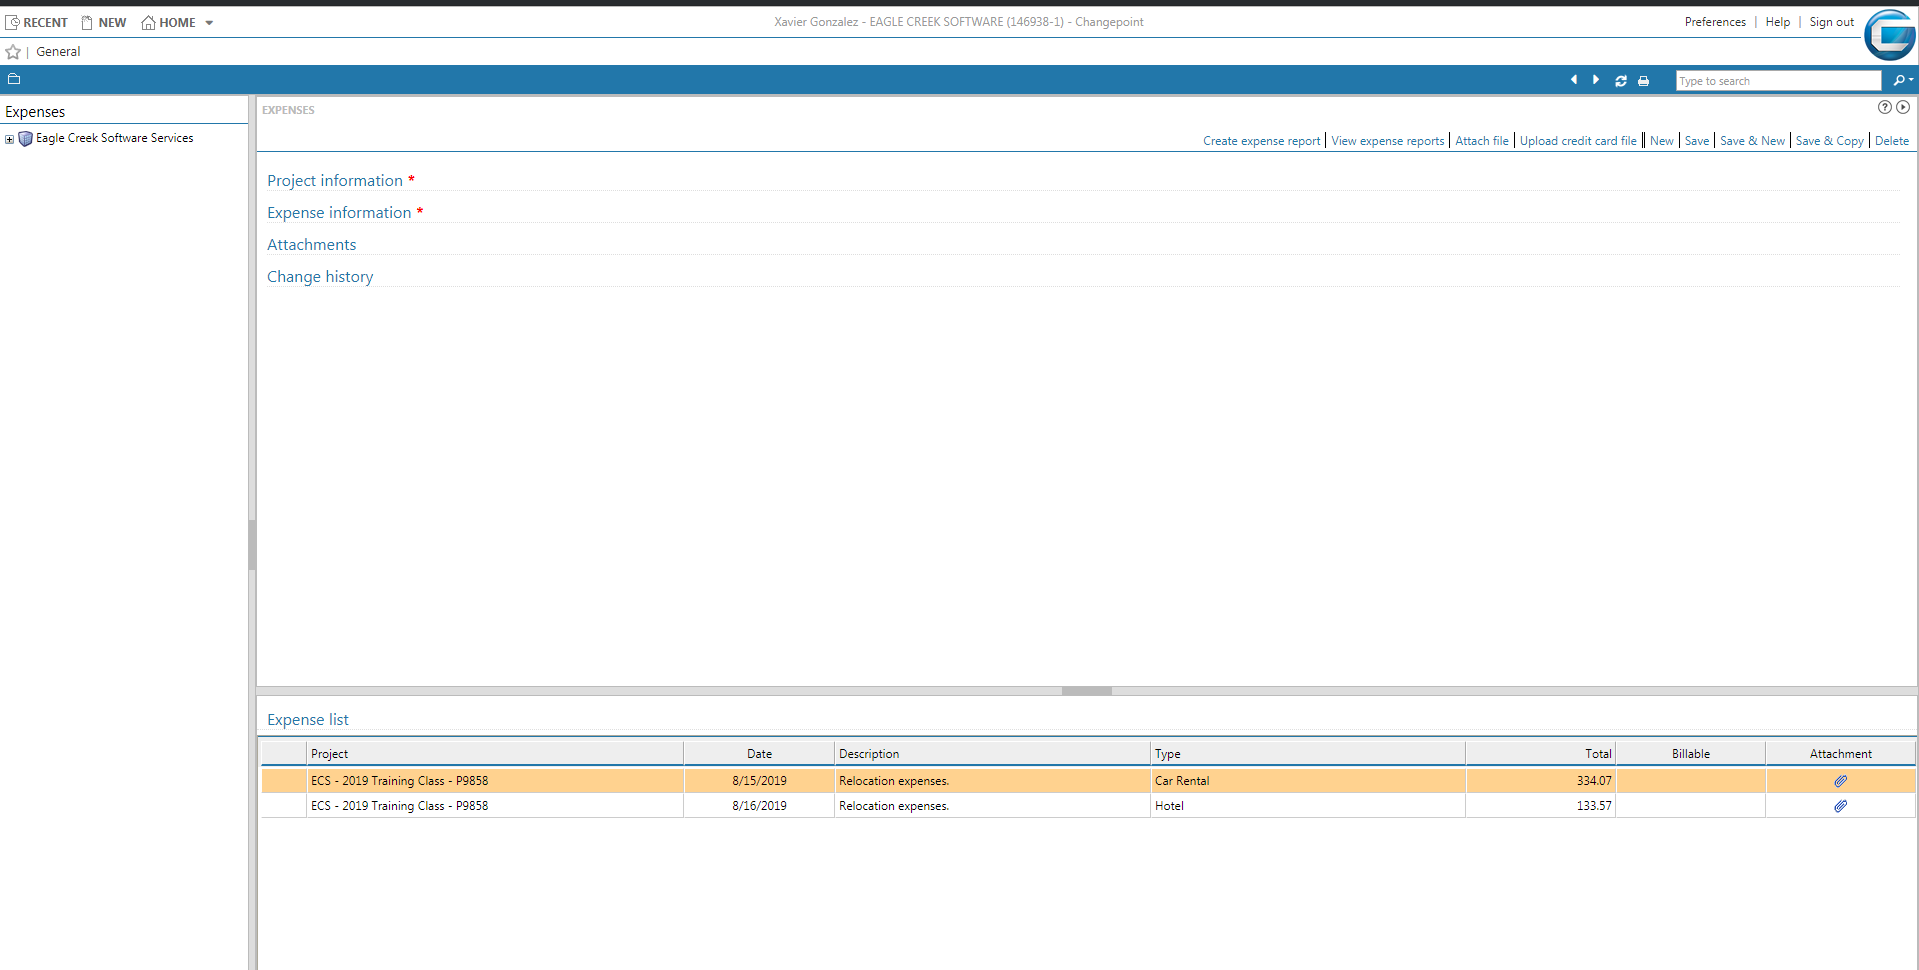 RECENT NEW HOME Xavier Gonzalez - EAGLE CREEK SOFTWARE (146938-1) - Changepoint Preferences | Help | Sign out
| General
Type to search
Expenses
Eagle Creek Software Services
EXPENSES
Create expense report | View expense reports | Attach file | Upload credit card file || New | Save | Save & New | Save & Copy | Delete
Project information *
Expense information *
Attachments
Change history
Expense list
Project Date Description Type Total Billable Attachment
ECS - 2019 Training Class - P9858 8/15/2019 Relocation expenses. Car Rental 334.07
ECS - 2019 Training Class - P9858 8/16/2019 Relocation expenses. Hotel 133.57